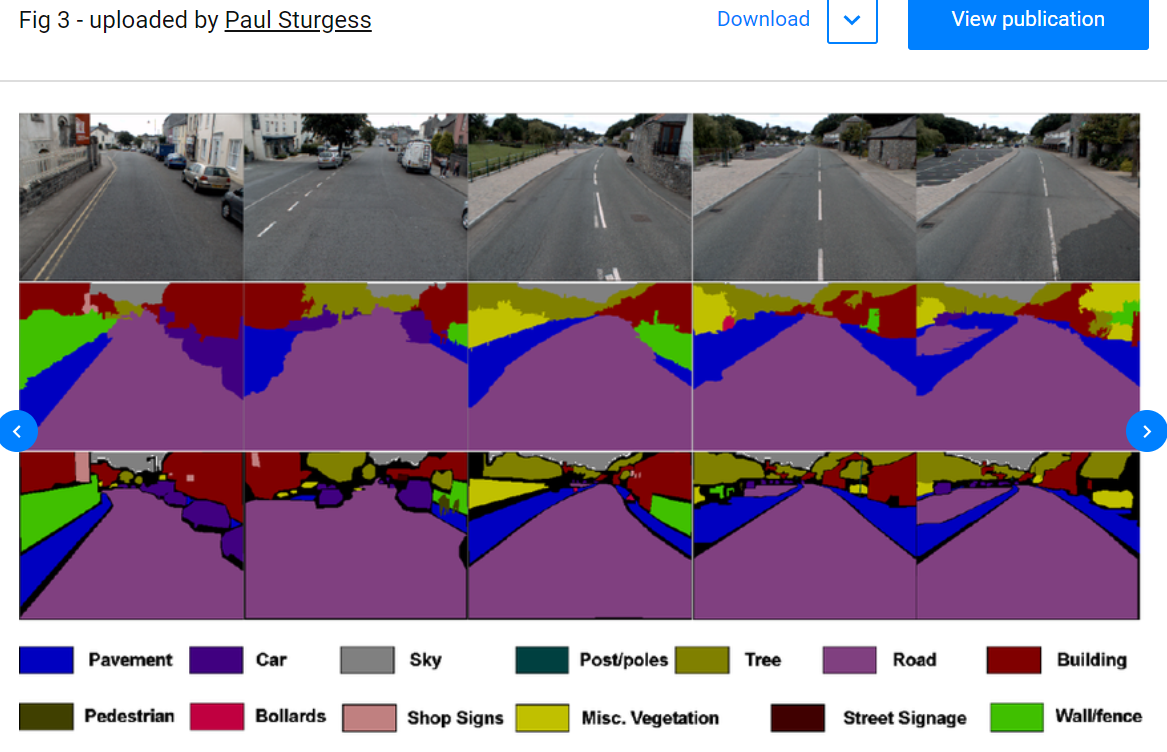 Fig 3 - uploaded by Paul Sturgess
Download
View publication
Pavement Car Sky Post/poles Tree Road Building
Pedestrian Bollards Shop Signs Misc. Vegetation Street Signage Wall/fence